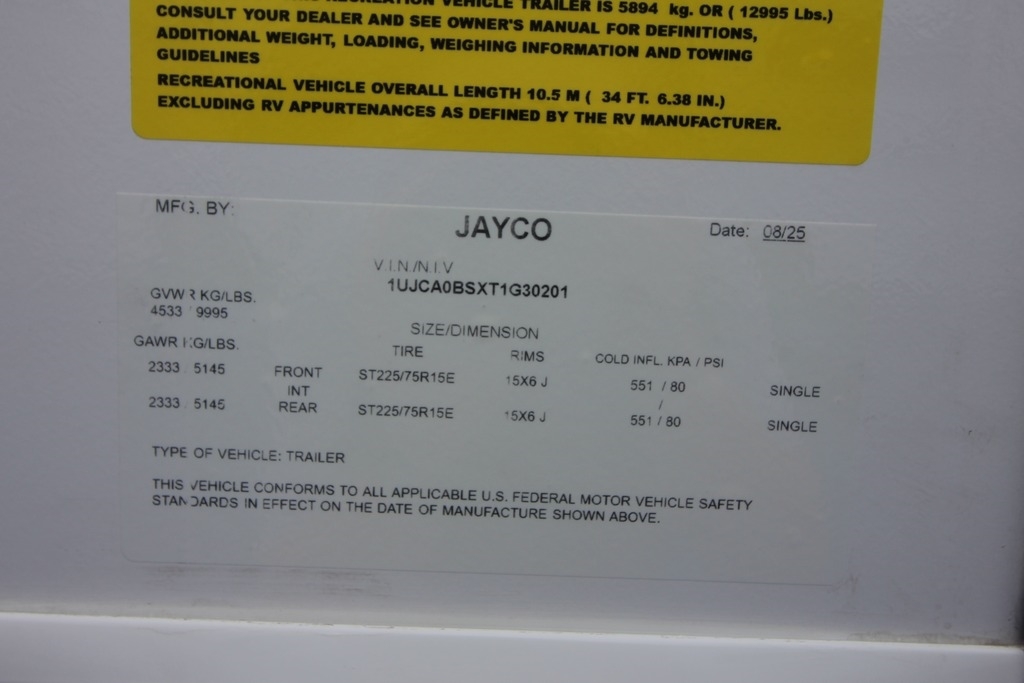 RECREATION VEHICLE TRAILER IS 5894 kg. OR ( 12995 Lbs.)
CONSULT YOUR DEALER AND SEE OWNER'S MANUAL FOR DEFINITIONS,
ADDITIONAL WEIGHT, LOADING, WEIGHING INFORMATION AND TOWING
GUIDELINES
RECREATIONAL VEHICLE OVERALL LENGTH 10.5 M ( 34 FT. 6.38 IN.)
EXCLUDING RV APPURTENANCES AS DEFINED BY THE RV MANUFACTURER.
MFG. BY: JAYCO Date: 08/25
V.I.N./N.I.V
1UJCA0BSXT1G30201
GVWR KG/LBS.
4533 9995
SIZE/DIMENSION
GAWR KG/LBS. TIRE RIMS COLD INFL. KPA / PSI
2333 5145 FRONT ST225/75R15E 15X6 J 551 / 80 SINGLE
INT /
2333 5145 REAR ST225/75R15E 15X6 J 551 / 80 SINGLE
TYPE OF VEHICLE: TRAILER
THIS VEHICLE CONFORMS TO ALL APPLICABLE U.S. FEDERAL MOTOR VEHICLE SAFETY
STANDARDS IN EFFECT ON THE DATE OF MANUFACTURE SHOWN ABOVE.